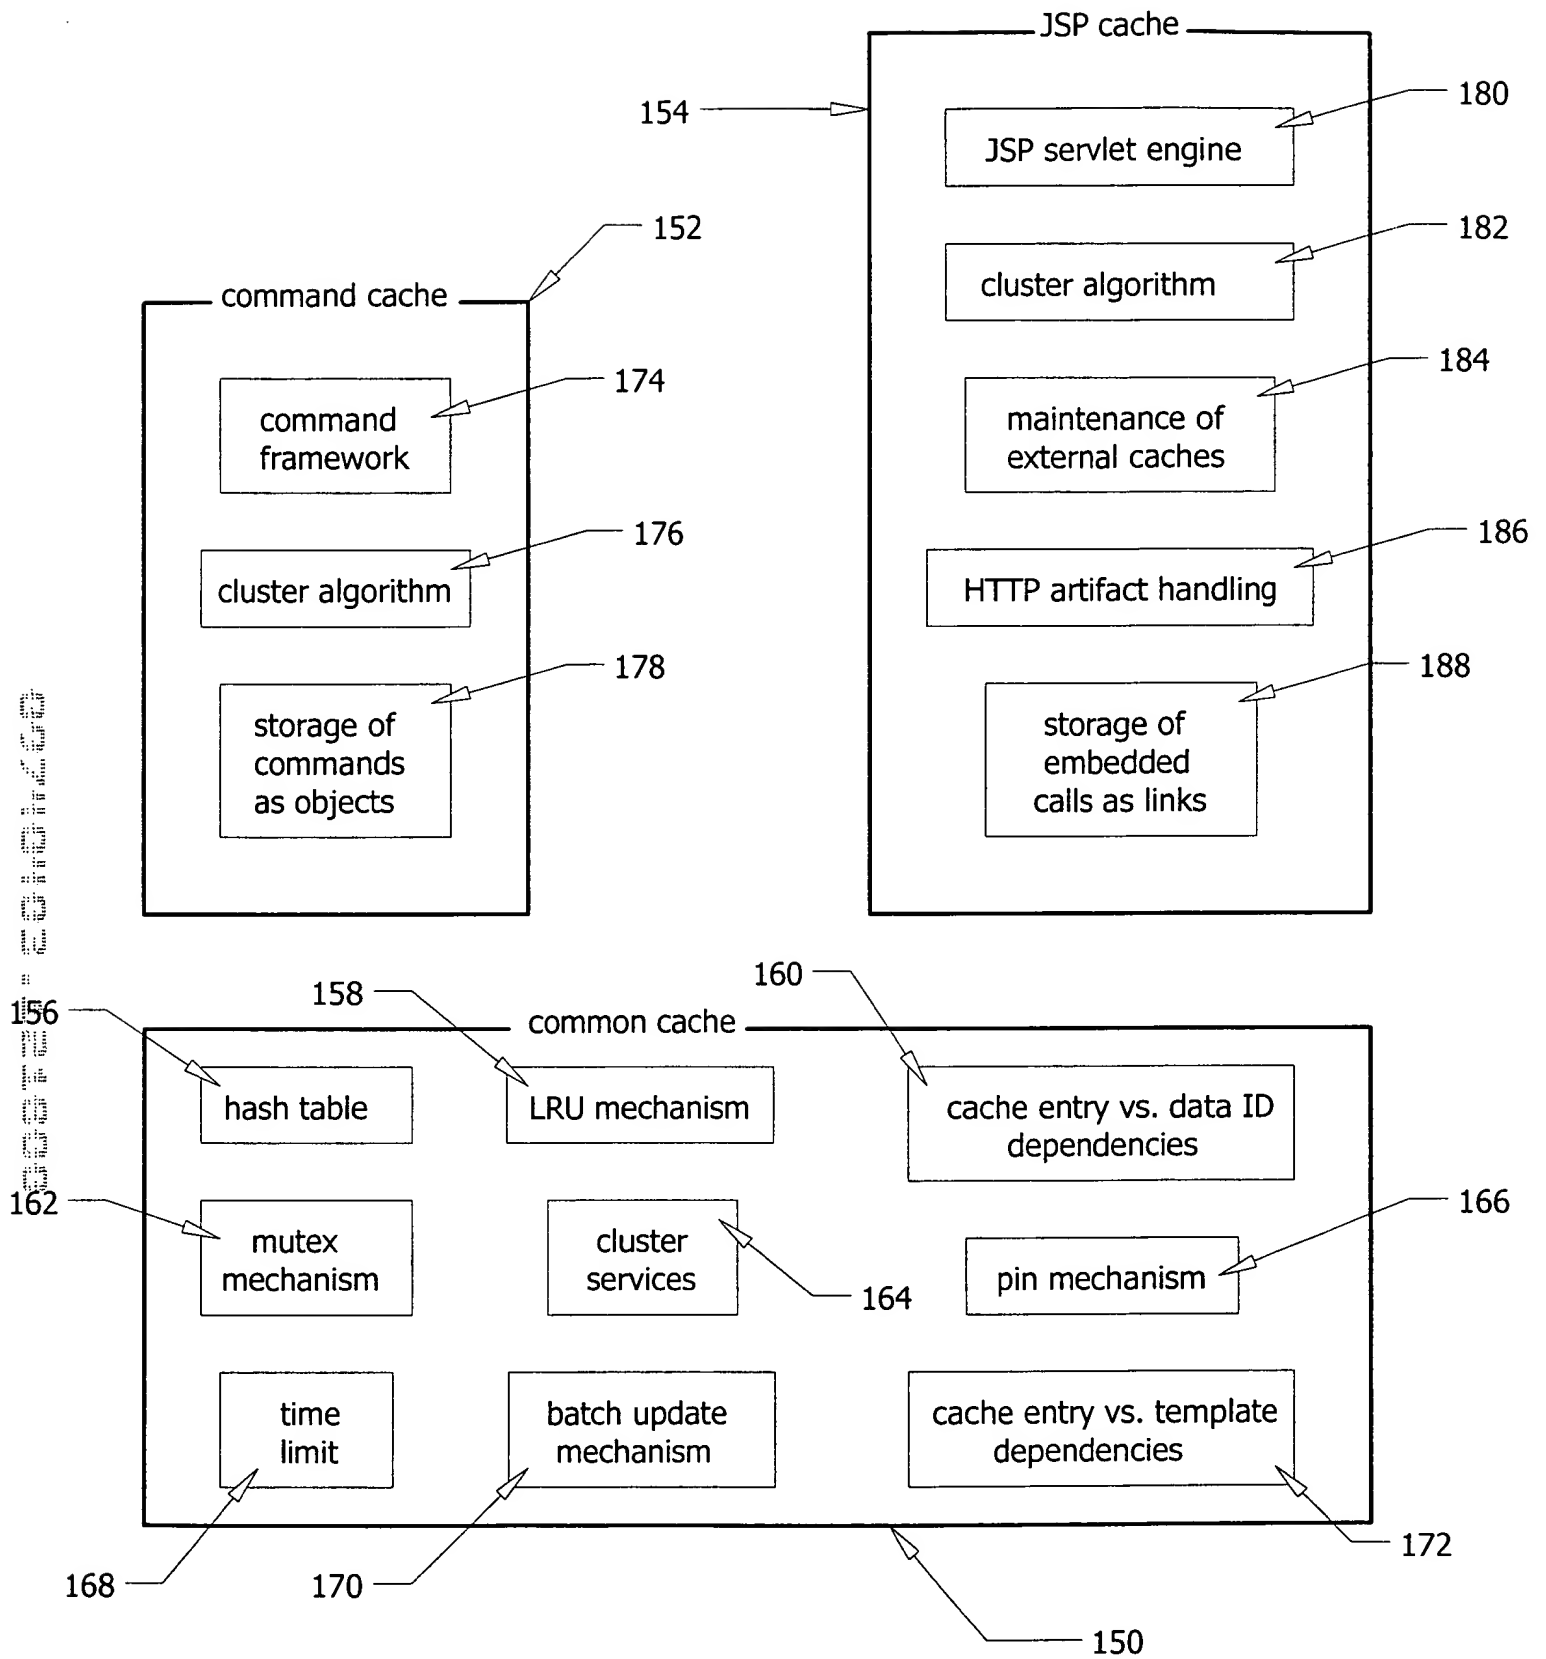 JSP cache
154
180
JSP servlet engine
182
cluster algorithm
184
maintenance of
external caches
186
HTTP artifact handling
188
storage of
embedded
calls as links
152
command cache
174
command
framework
176
cluster algorithm
178
storage of
commands
as objects
common cache
156
hash table
158
LRU mechanism
160
cache entry vs. data ID
dependencies
162
mutex
mechanism
cluster
services
164
pin mechanism
166
time
limit
168
batch update
mechanism
170
cache entry vs. template
dependencies
172
150